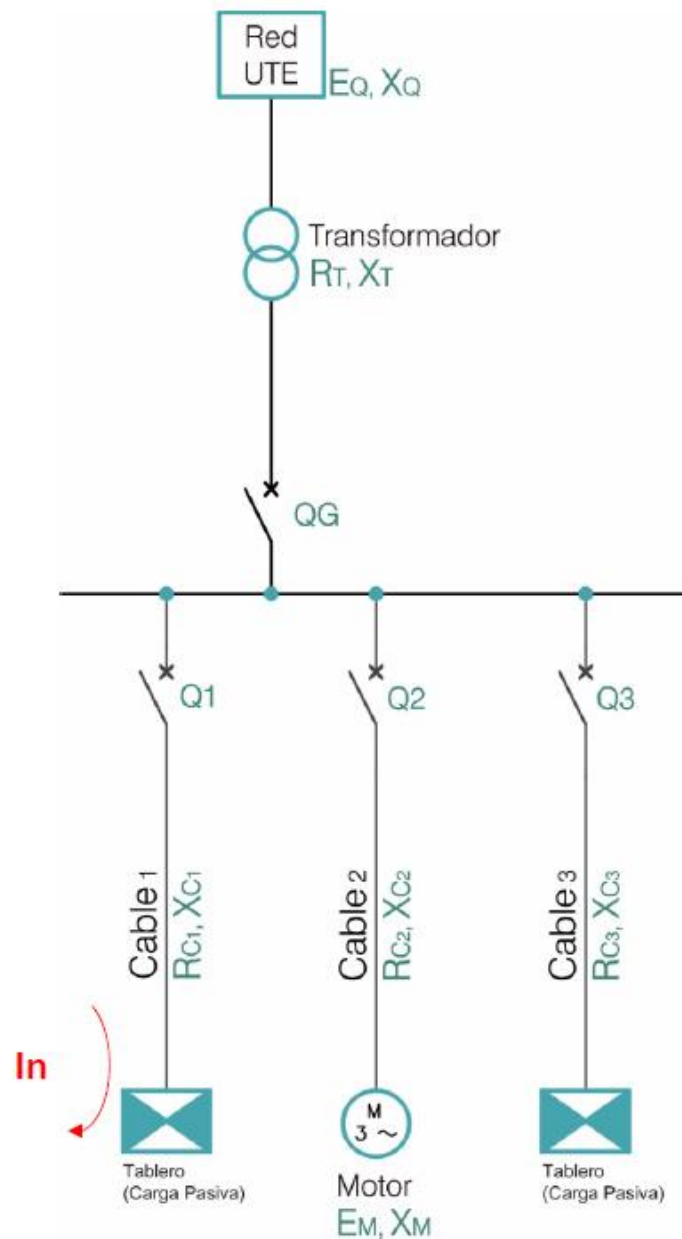 Red
UTE
EQ, XQ
Transformador
RT, XT
QG
Q1
Q2
Q3
Cable 1
RC1, XC1
Cable 2
RC2, XC2
Cable 3
RC3, XC3
In
Tablero
(Carga Pasiva)
M
3 ~
Motor
EM, XM
Tablero
(Carga Pasiva)